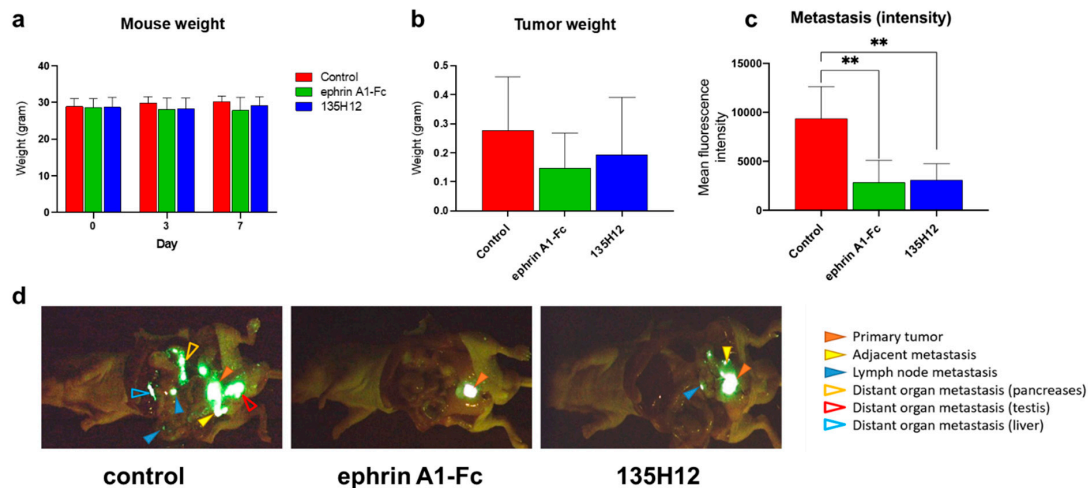 a
Mouse weight
Weight (gram)
40
30
20
10
0
0
3
7
Day
Control
ephrin A1-Fc
135H12
b
Tumor weight
Weight (gram)
0.5
0.4
0.3
0.2
0.1
0.0
Control
ephrin A1-Fc
135H12
c
Metastasis (intensity)
Mean fluorescence
intensity
15000
10000
5000
0
**
**
Control
ephrin A1-Fc
135H12
d
control
ephrin A1-Fc
135H12
Primary tumor
Adjacent metastasis
Lymph node metastasis
Distant organ metastasis (pancreases)
Distant organ metastasis (testis)
Distant organ metastasis (liver)